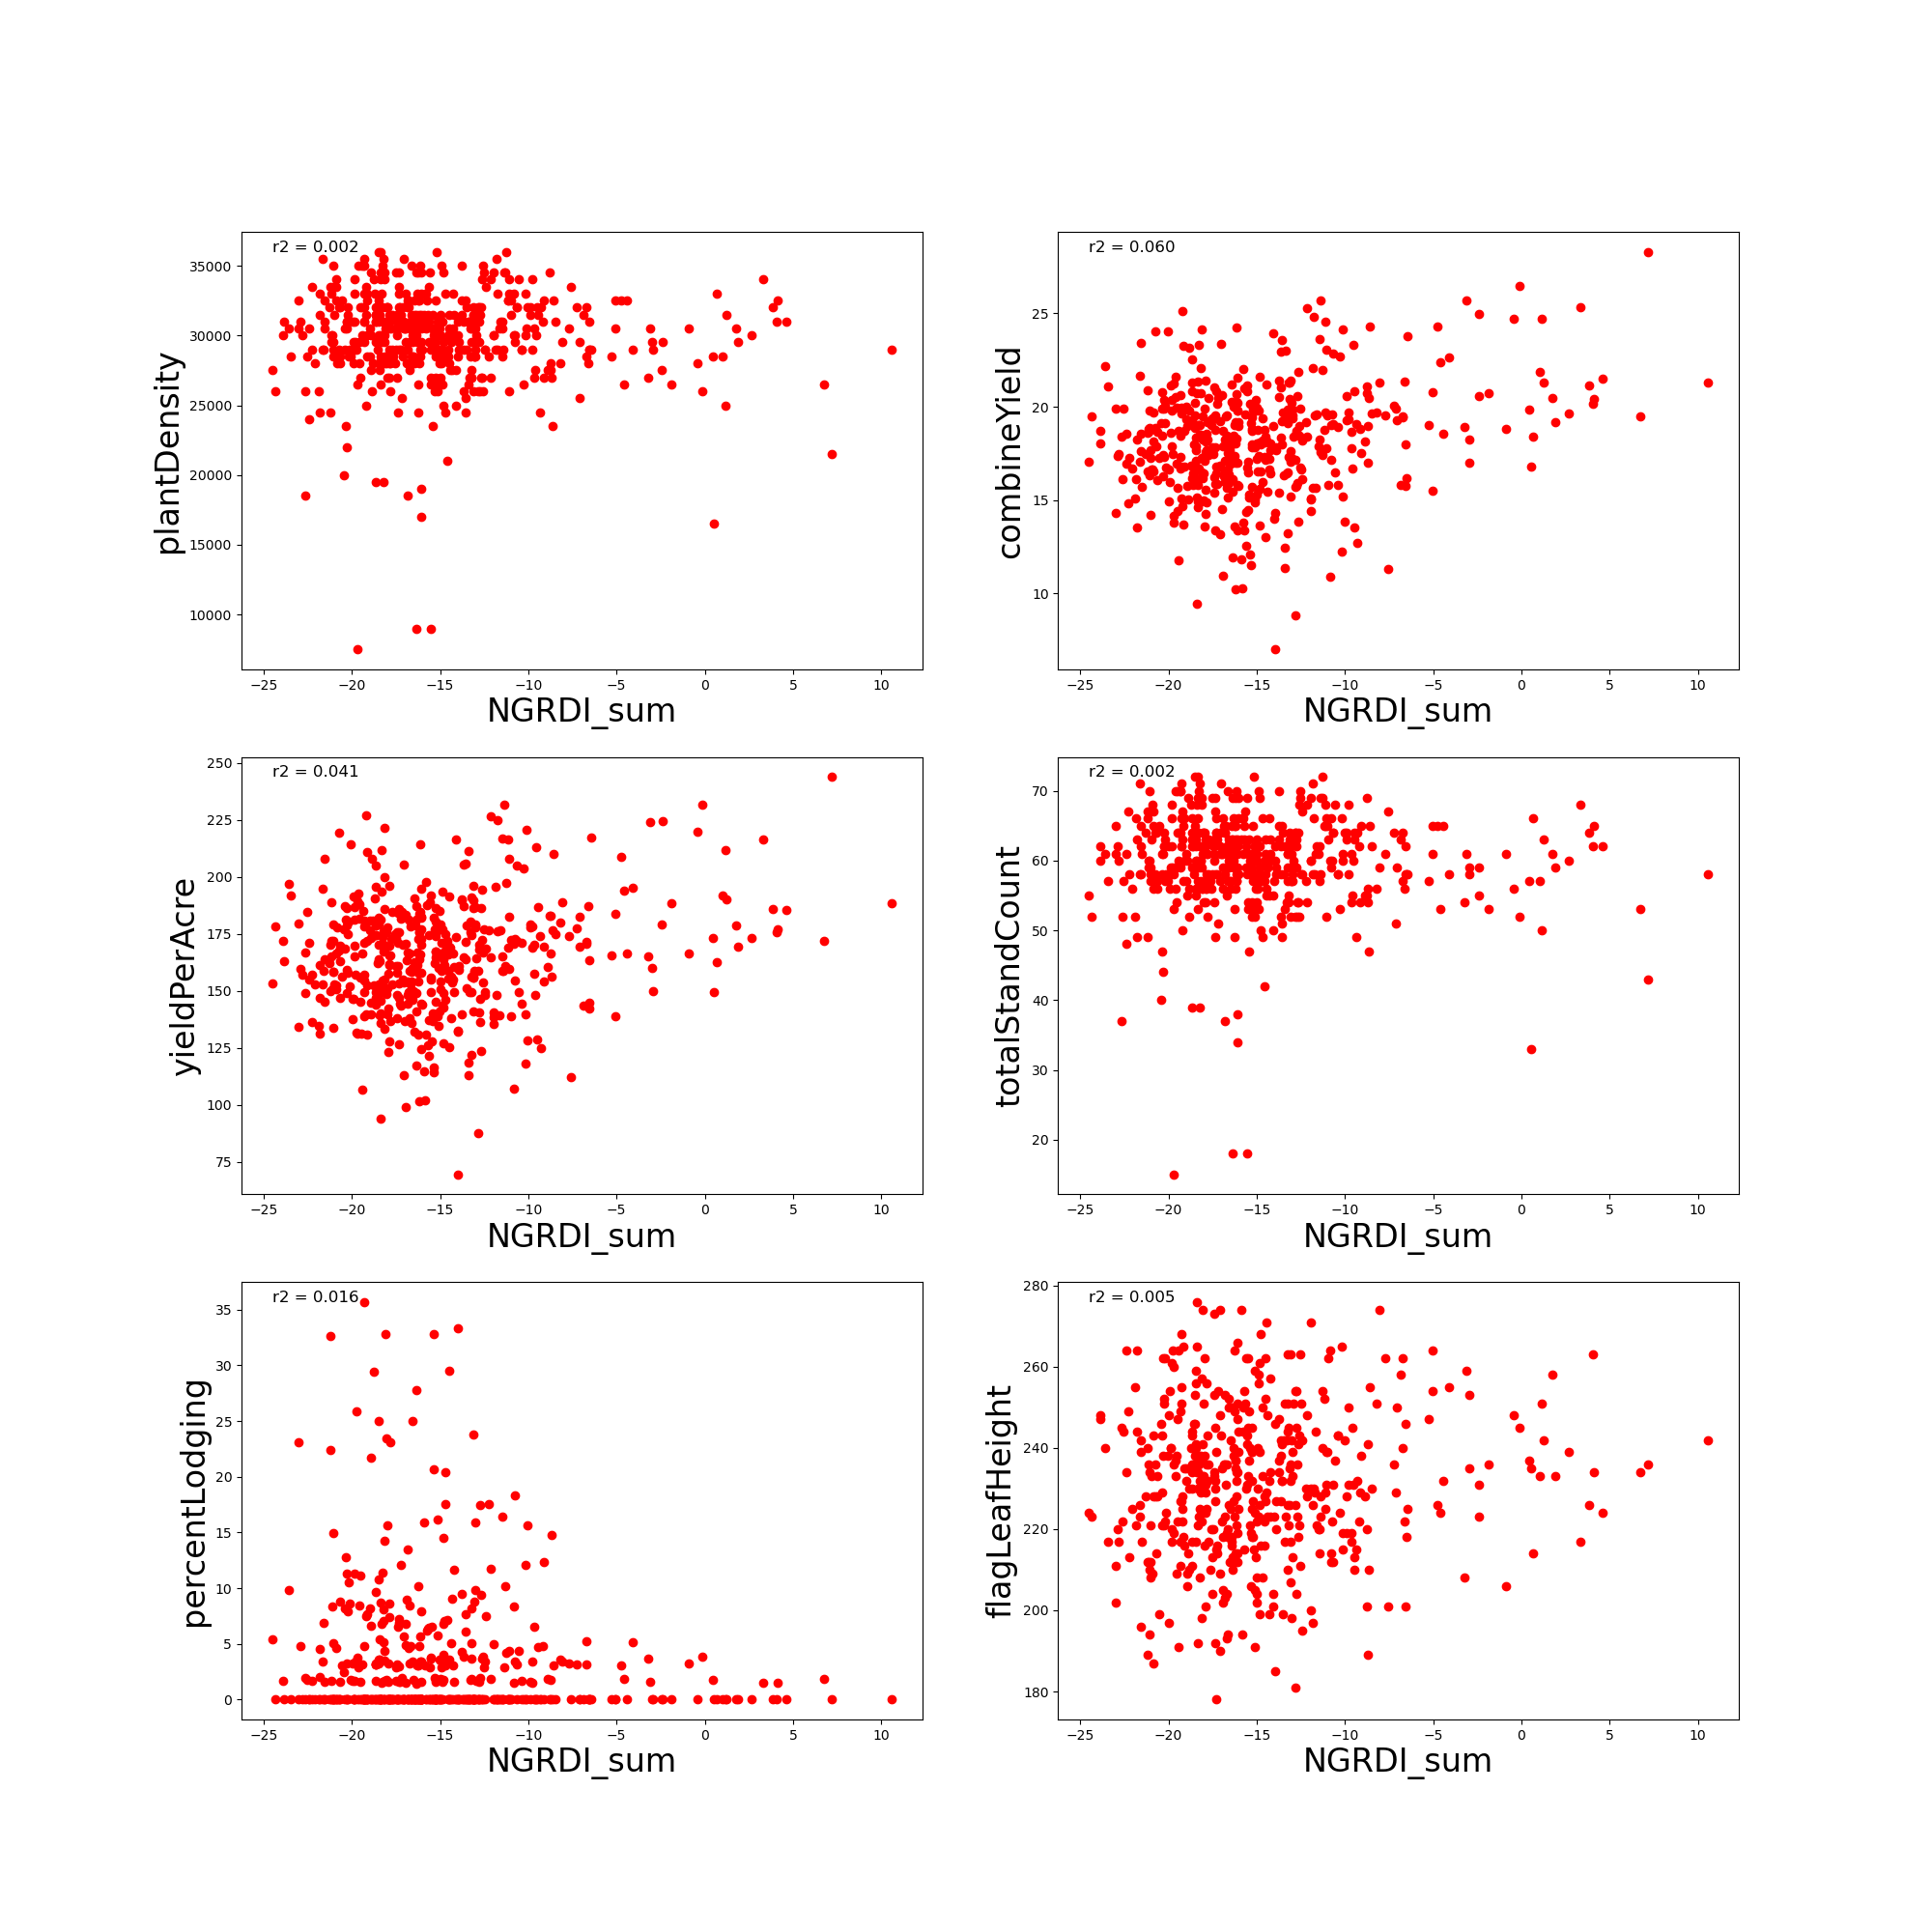 r2 = 0.002
plantDensity
35000
30000
25000
20000
15000
10000
−25 −20 −15 −10 −5 0 5 10
NGRDI_sum
r2 = 0.060
combineYield
25
20
15
10
−25 −20 −15 −10 −5 0 5 10
NGRDI_sum
r2 = 0.041
yieldPerAcre
250
225
200
175
150
125
100
75
−25 −20 −15 −10 −5 0 5 10
NGRDI_sum
r2 = 0.002
totalStandCount
70
60
50
40
30
20
−25 −20 −15 −10 −5 0 5 10
NGRDI_sum
r2 = 0.016
percentLodging
35
30
25
20
15
10
5
0
−25 −20 −15 −10 −5 0 5 10
NGRDI_sum
r2 = 0.005
flagLeafHeight
280
260
240
220
200
180
−25 −20 −15 −10 −5 0 5 10
NGRDI_sum